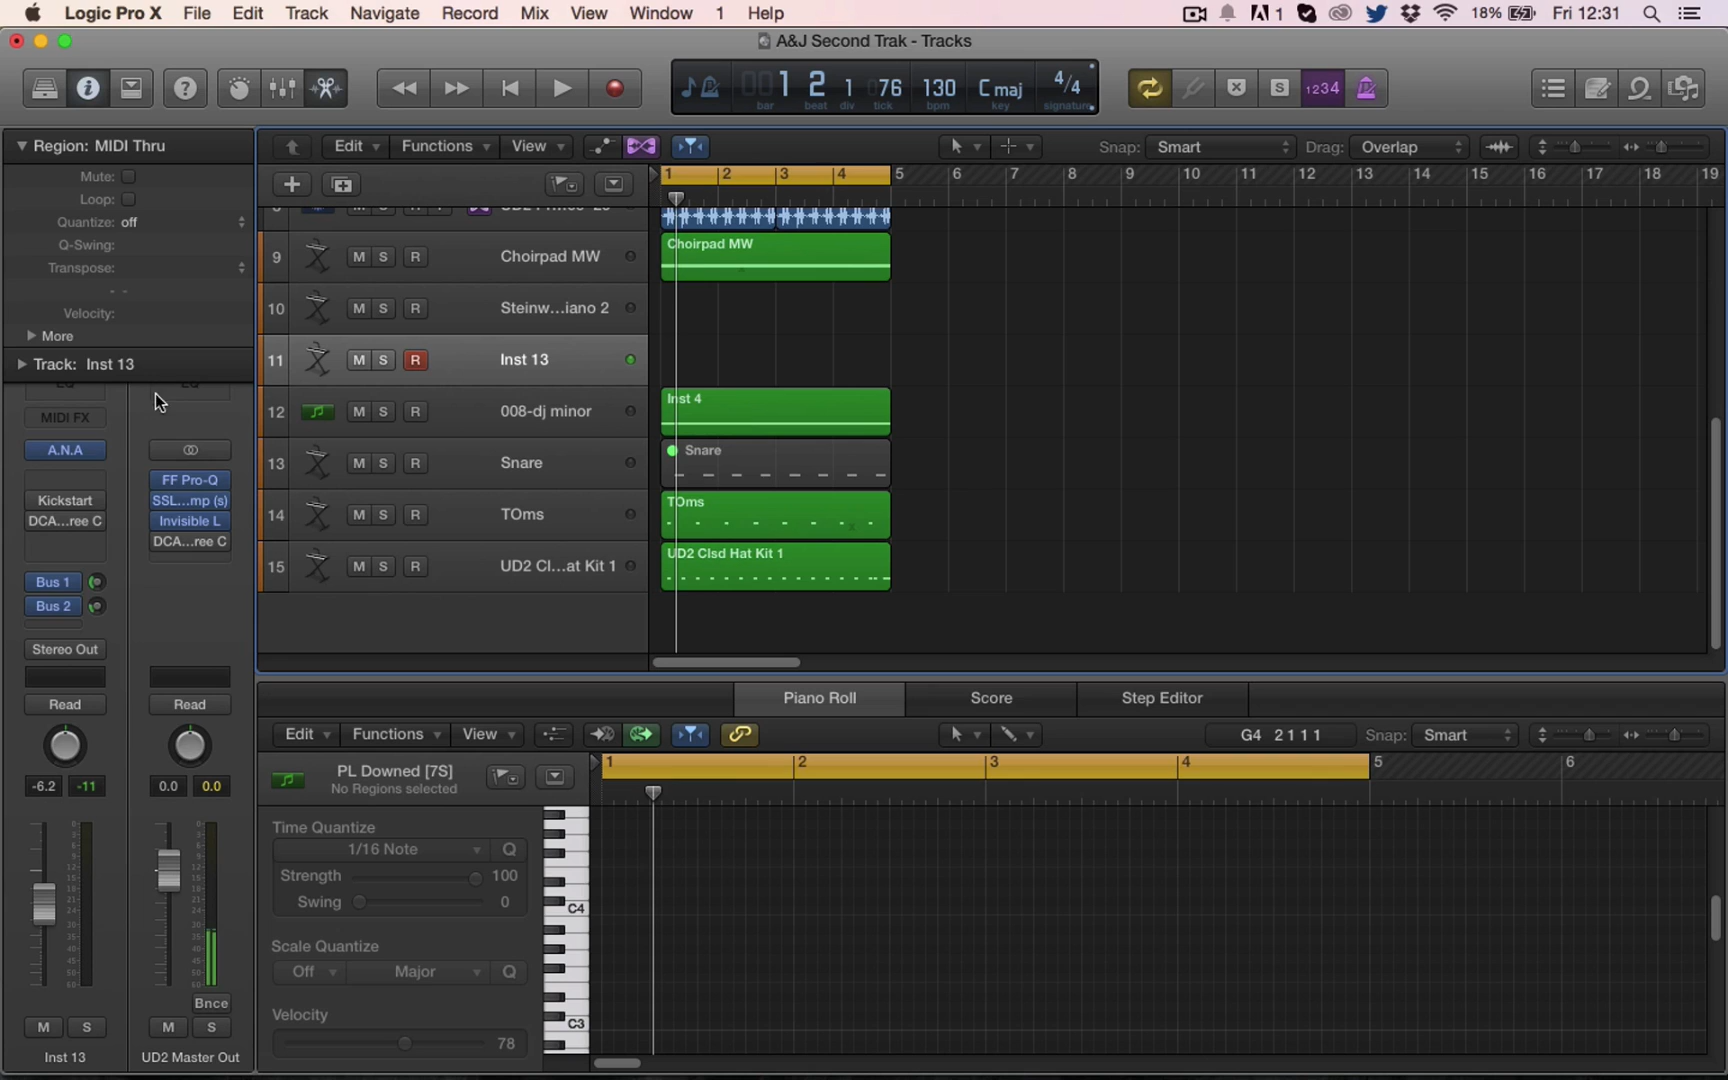 Logic Pro X File Edit Track Navigate Record Mix View Window 1 Help
1 18% Fri 12:31
A&J Second Trak - Tracks
1 2 1 76 130 C maj 4/4
bar beat div tick bpm key signature
1234
Region: MIDI Thru
Mute:
Loop:
Quantize: off
Q-Swing:
Transpose:
Velocity:
More
Track: Inst 13
Edit Functions View
Snap: Smart Drag: Overlap
1 2 3 4 5 6 7 8 9 10 11 12 13 14 15 16 17 18 19
9 M S R Choirpad MW
Choirpad MW
10 M S R Steinw…iano 2
11 M S R Inst 13
12 M S R 008-dj minor
Inst 4
13 M S R Snare
Snare
14 M S R TOms
TOms
15 M S R UD2 Cl…at Kit 1
UD2 Clsd Hat Kit 1
MIDI FX
A.N.A
FF Pro-Q
Kickstart SSL...mp (s)
DCA...ree C Invisible L
DCA...ree C
Bus 1
Bus 2
Stereo Out
Read Read
-6.2 -11 0.0 0.0
Bnce
M S M S
Inst 13 UD2 Master Out
Piano Roll Score Step Editor
Edit Functions View
G4 2 1 1 1 Snap: Smart
PL Downed [7S]
No Regions selected
1 2 3 4 5 6
Time Quantize
1/16 Note Q
Strength 100
Swing 0
Scale Quantize
Off Major Q
Velocity
78
C4
C3